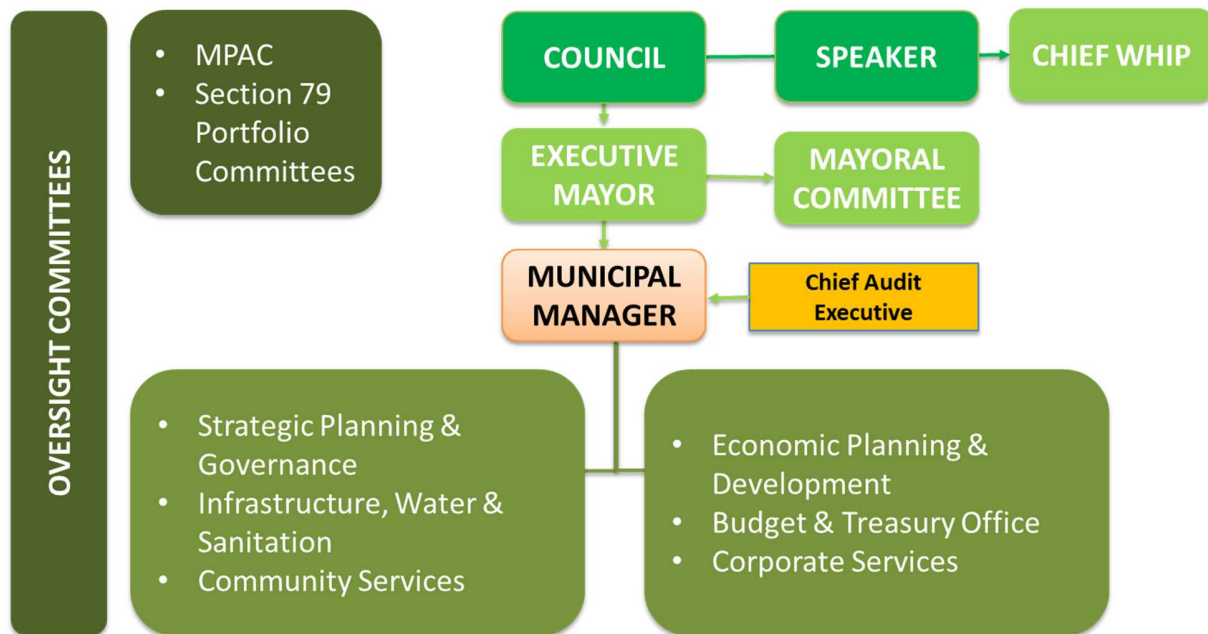 OVERSIGHT COMMITTEES
• MPAC
• Section 79
Portfolio
Committees
COUNCIL
SPEAKER
CHIEF WHIP
EXECUTIVE
MAYOR
MAYORAL
COMMITTEE
MUNICIPAL
MANAGER
Chief Audit
Executive
• Strategic Planning &
Governance
• Infrastructure, Water &
Sanitation
• Community Services
• Economic Planning &
Development
• Budget & Treasury Office
• Corporate Services